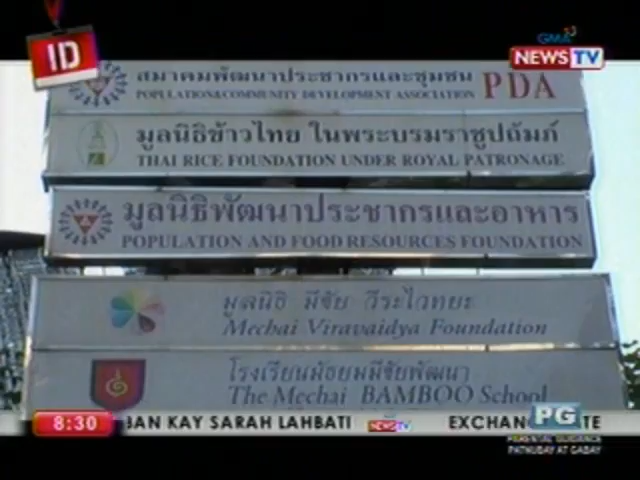 ID
GMA
NEWS TV
สมาคมพัฒนาประชากรและชุมชน PDA
POPULATION & COMMUNITY DEVELOPMENT ASSOCIATION
มูลนิธิข้าวไทย ในพระบรมราชูปถัมภ์
THAI RICE FOUNDATION UNDER ROYAL PATRONAGE
มูลนิธิพัฒนาประชากรและอาหาร
POPULATION AND FOOD RESOURCES FOUNDATION
มูลนิธิ มีชัย วีระไวทยะ
Mechai Viravaidya Foundation
โรงเรียนมัธยมมีชัยพัฒนา
The Mechai BAMBOO School
8:30 BAN KAY SARAH LAHBATI NEWS TV EXCHAN TE
PG
PARENTAL GUIDANCE
PATNUBAY AT GABAY